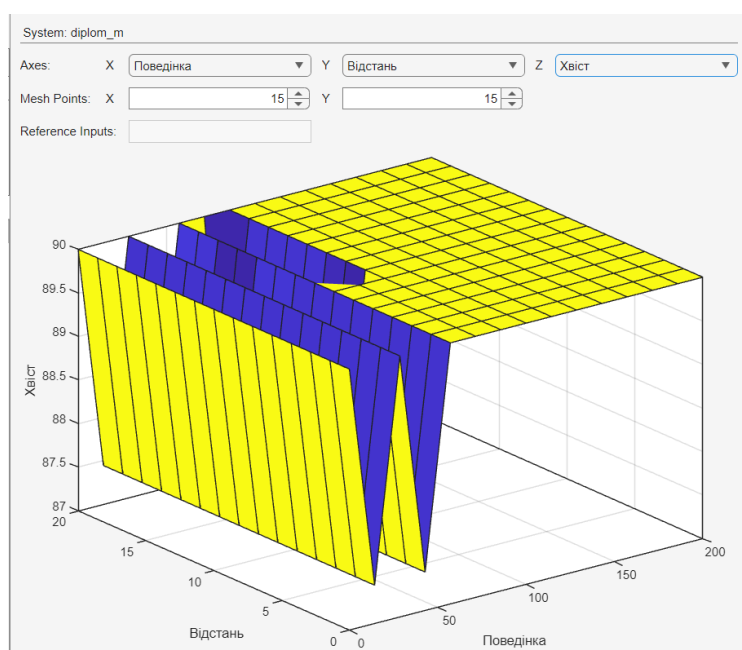 System: diplom_m
Axes: X Поведінка Y Відстань Z Хвіст
Mesh Points: X 15 Y 15
Reference Inputs:
90
89.5
89
88.5
88
87.5
87
Хвіст
20
15
10
5
0
Відстань
0
50
100
150
200
Поведінка